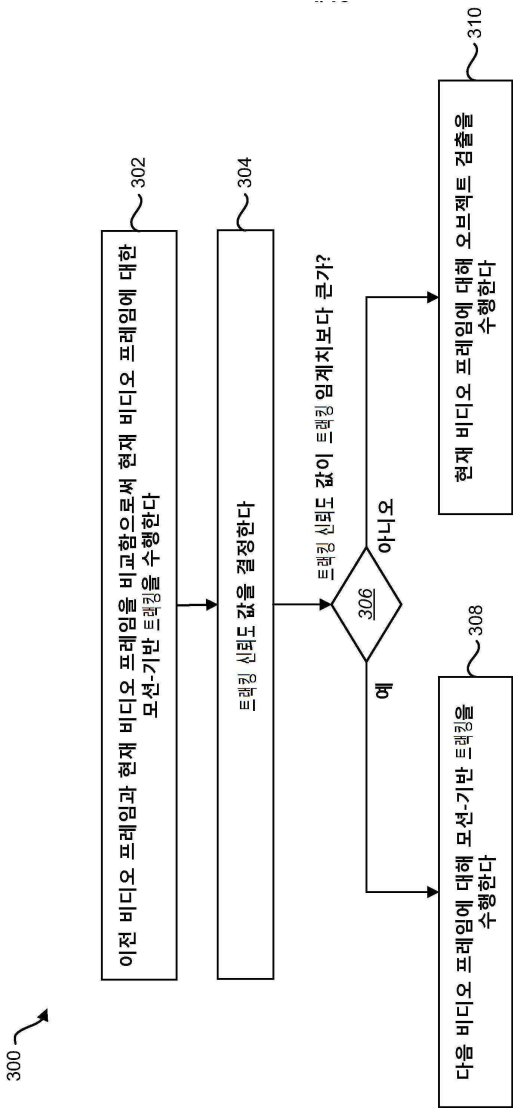 300
이전 비디오 프레임과 현재 비디오 프레임을 비교함으로써 현재 비디오 프레임에 대한
모션-기반 트래킹을 수행한다
302
트래킹 신뢰도 값을 결정한다
304
트래킹 신뢰도 값이 트래킹 임계치보다 큰가?
306
예
아니오
다음 비디오 프레임에 대해 모션-기반 트래킹을
수행한다
308
현재 비디오 프레임에 대해 오브젝트 검출을
수행한다
310